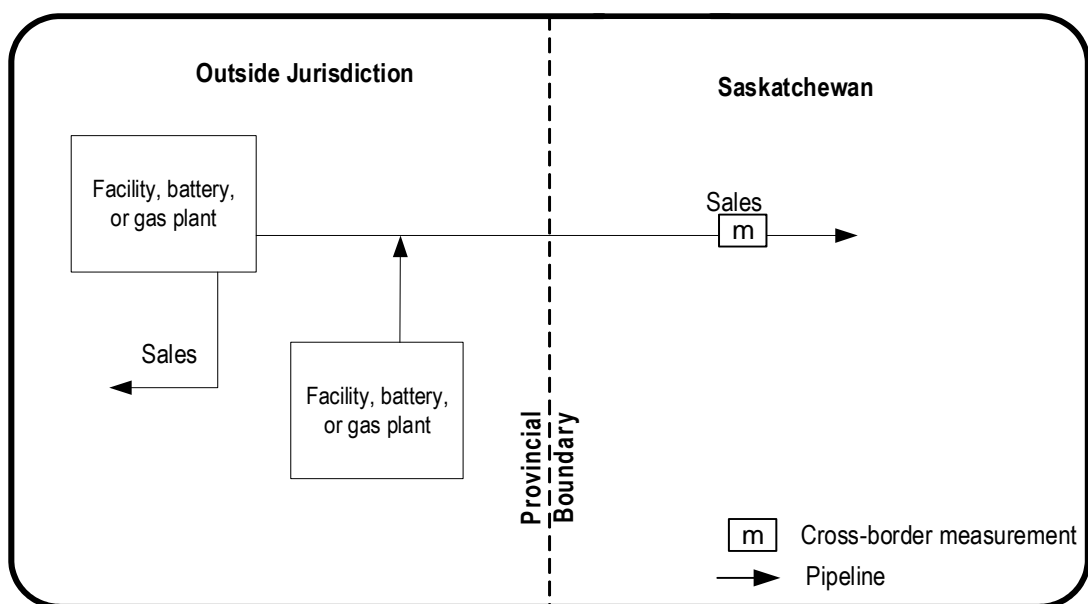 Outside Jurisdiction
Saskatchewan
Facility, battery,
or gas plant
Sales
m
Sales
Facility, battery,
or gas plant
Provincial
Boundary
m Cross-border measurement
Pipeline